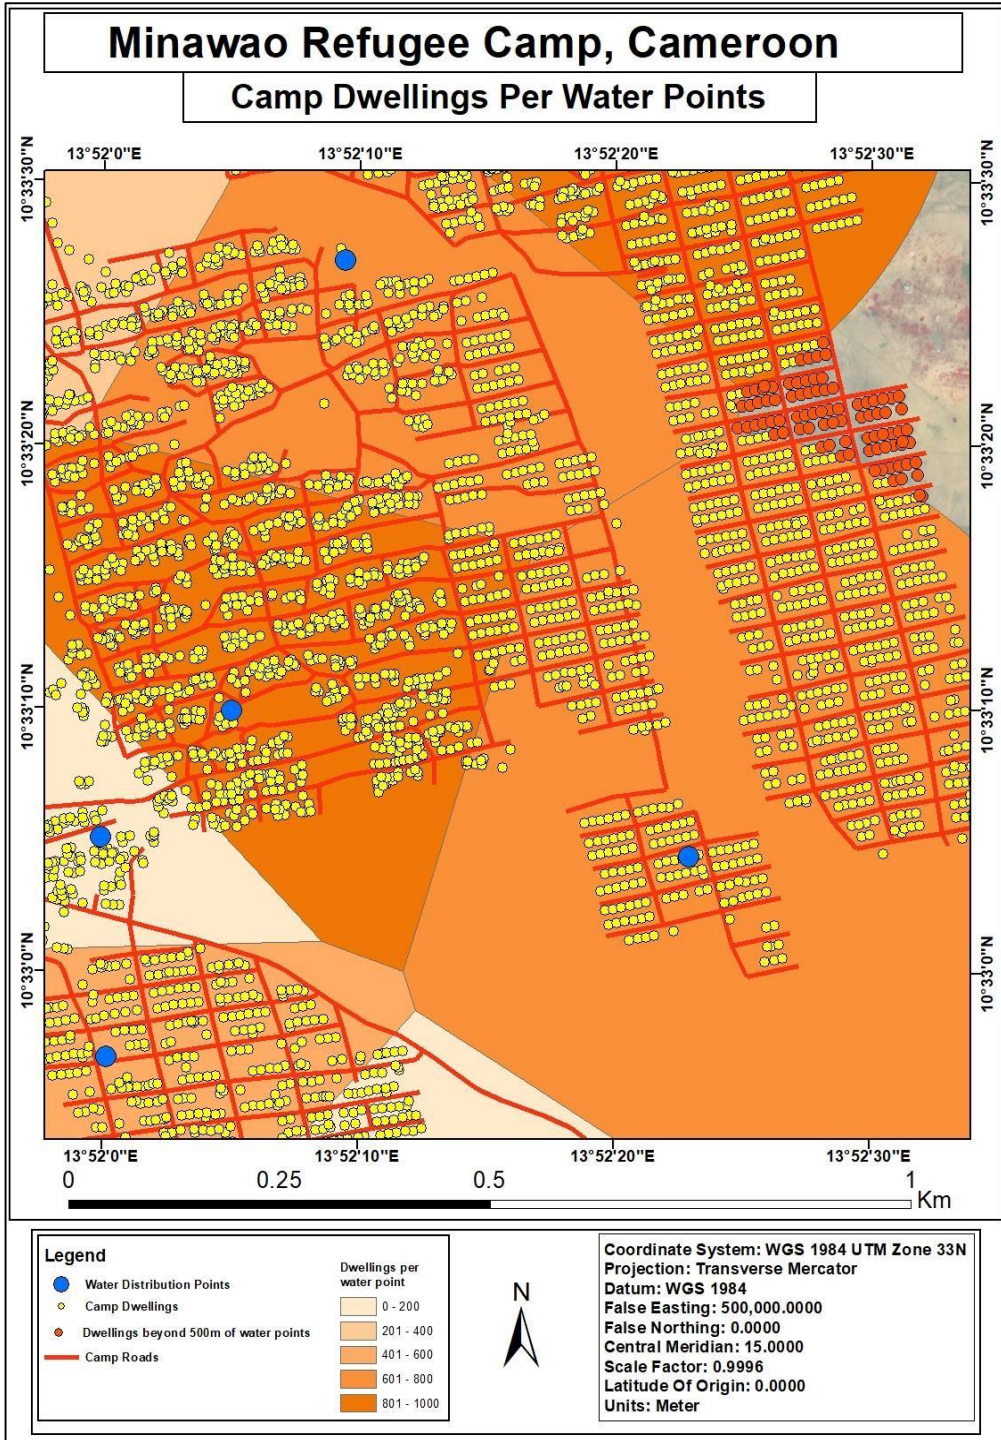 Minawao Refugee Camp, Cameroon
Camp Dwellings Per Water Points
13°52'0"E 13°52'10"E 13°52'20"E 13°52'30"E
10°33'30"N 10°33'30"N
10°33'20"N 10°33'20"N
10°33'10"N 10°33'10"N
10°33'0"N 10°33'0"N
13°52'0"E 13°52'10"E 13°52'20"E 13°52'30"E
0 0.25 0.5 1
Km
Legend
Water Distribution Points
Camp Dwellings
Dwellings beyond 500m of water points
Camp Roads
Dwellings per
water point
0 - 200
201 - 400
401 - 600
601 - 800
801 - 1000
N
Coordinate System: WGS 1984 UTM Zone 33N
Projection: Transverse Mercator
Datum: WGS 1984
False Easting: 500,000.0000
False Northing: 0.0000
Central Meridian: 15.0000
Scale Factor: 0.9996
Latitude Of Origin: 0.0000
Units: Meter